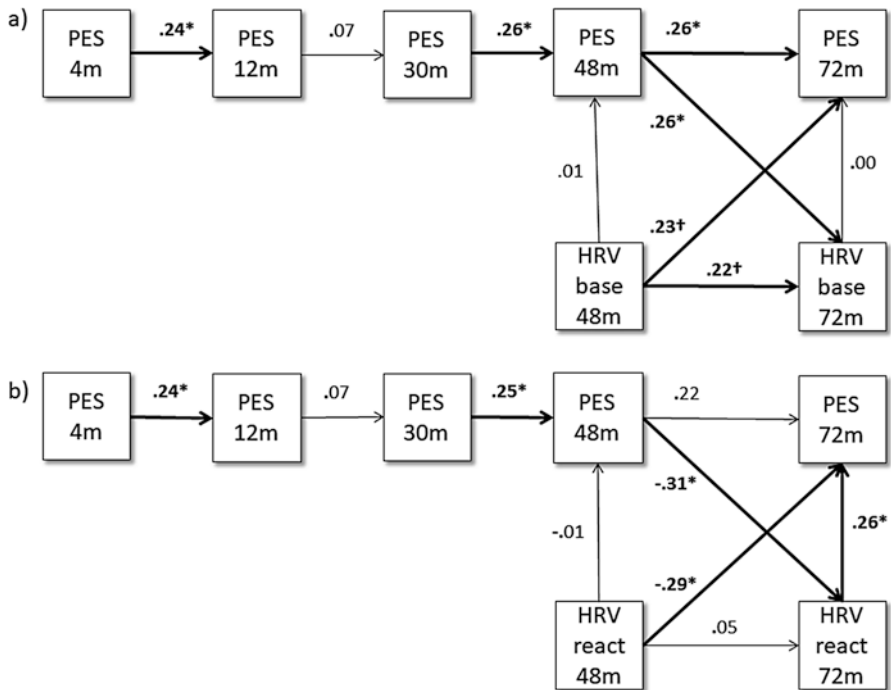 a)
PES
4m
.24*
PES
12m
.07
PES
30m
.26*
PES
48m
.26*
PES
72m
.26*
.01
.00
.23†
HRV
base
48m
.22†
HRV
base
72m
b)
PES
4m
.24*
PES
12m
.07
PES
30m
.25*
PES
48m
.22
PES
72m
-.31*
-.01
.26*
-.29*
HRV
react
48m
.05
HRV
react
72m